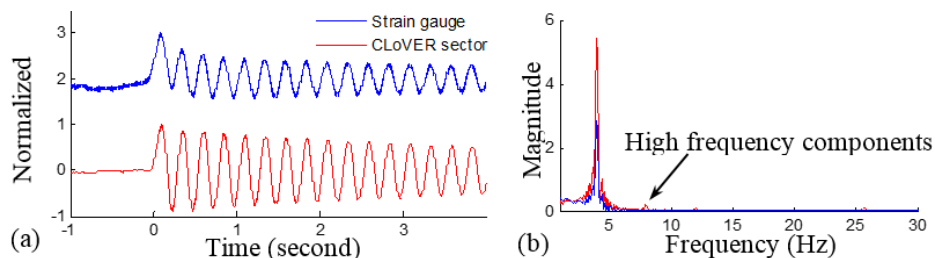 Strain gauge
CLoVER sector
Normalized
3
2
1
0
-1
-1
0
1
2
3
Time (second)
(a)
Magnitude
6
4
2
0
5
10
15
20
25
30
High frequency components
Frequency (Hz)
(b)